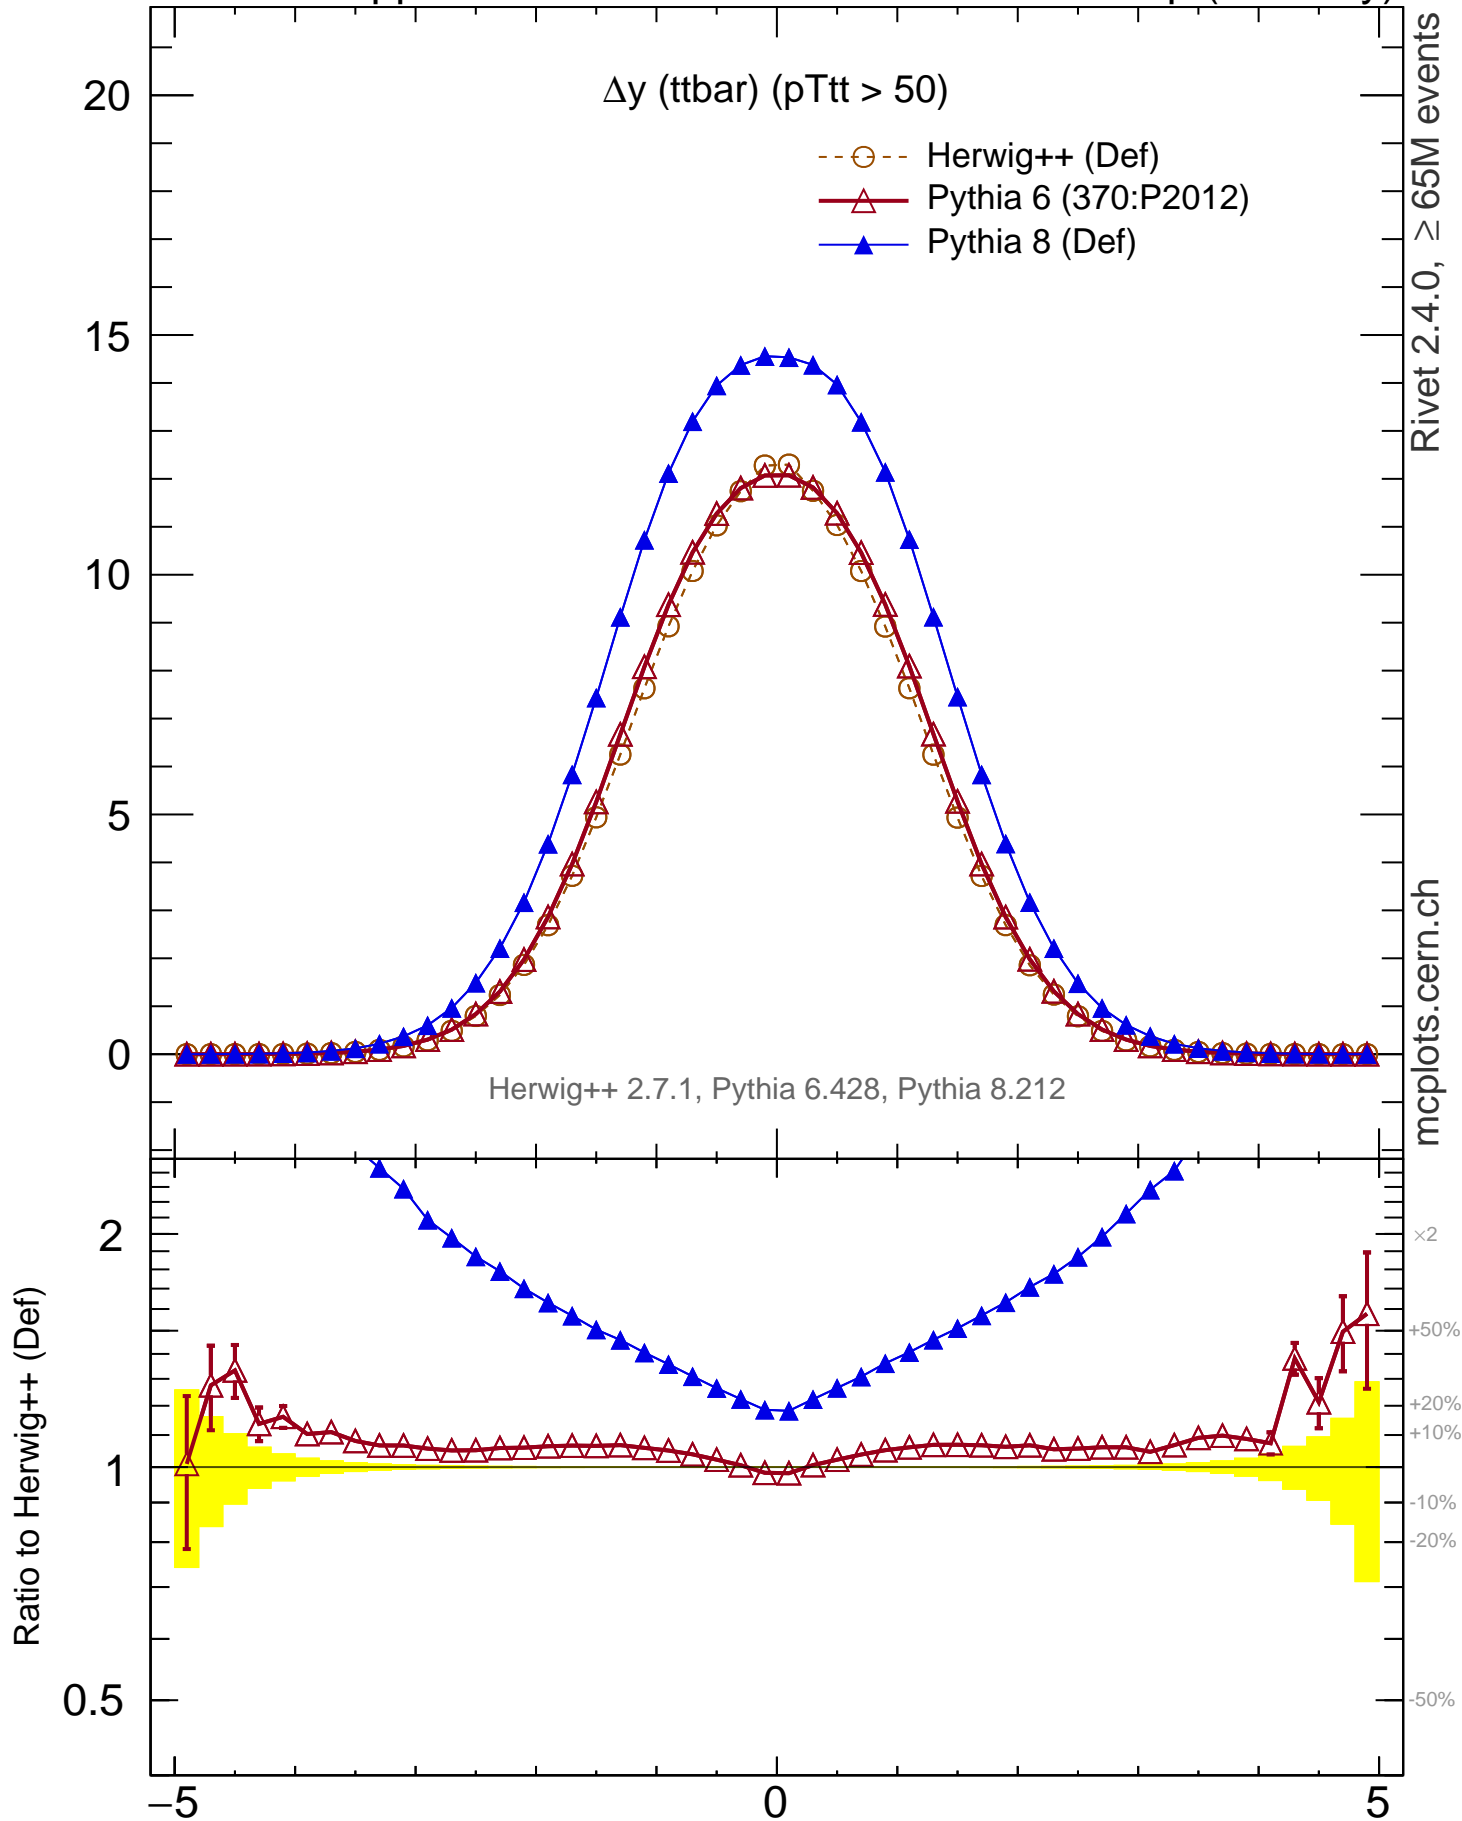 Δy (ttbar) (pTtt > 50)
Herwig++ (Def)
Pythia 6 (370:P2012)
Pythia 8 (Def)
20
15
10
5
0
Herwig++ 2.7.1, Pythia 6.428, Pythia 8.212
Rivet 2.4.0, ≥ 65M events
mcplots.cern.ch
Ratio to Herwig++ (Def)
2
1
0.5
×2
+50%
+20%
+10%
-10%
-20%
-50%
−5
0
5